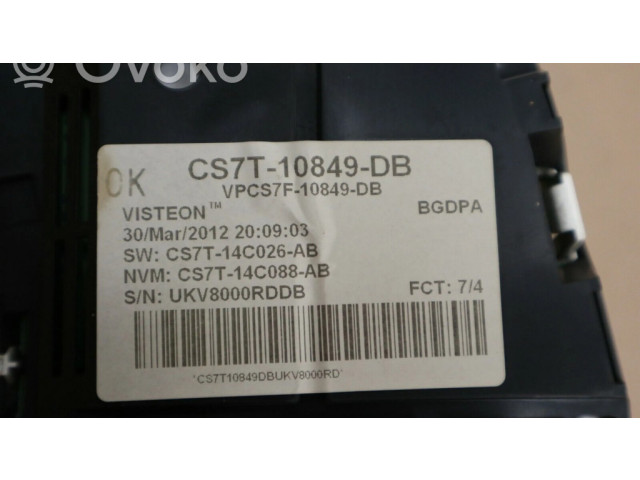 Ovoko
OK
CS7T-10849-DB
VPCS7F-10849-DB
VISTEON™ BGDPA
30/Mar/2012 20:09:03
SW: CS7T-14C026-AB
NVM: CS7T-14C088-AB
S/N: UKV8000RDDB FCT: 7/4
'CS7T10849DBUKV8000RD'